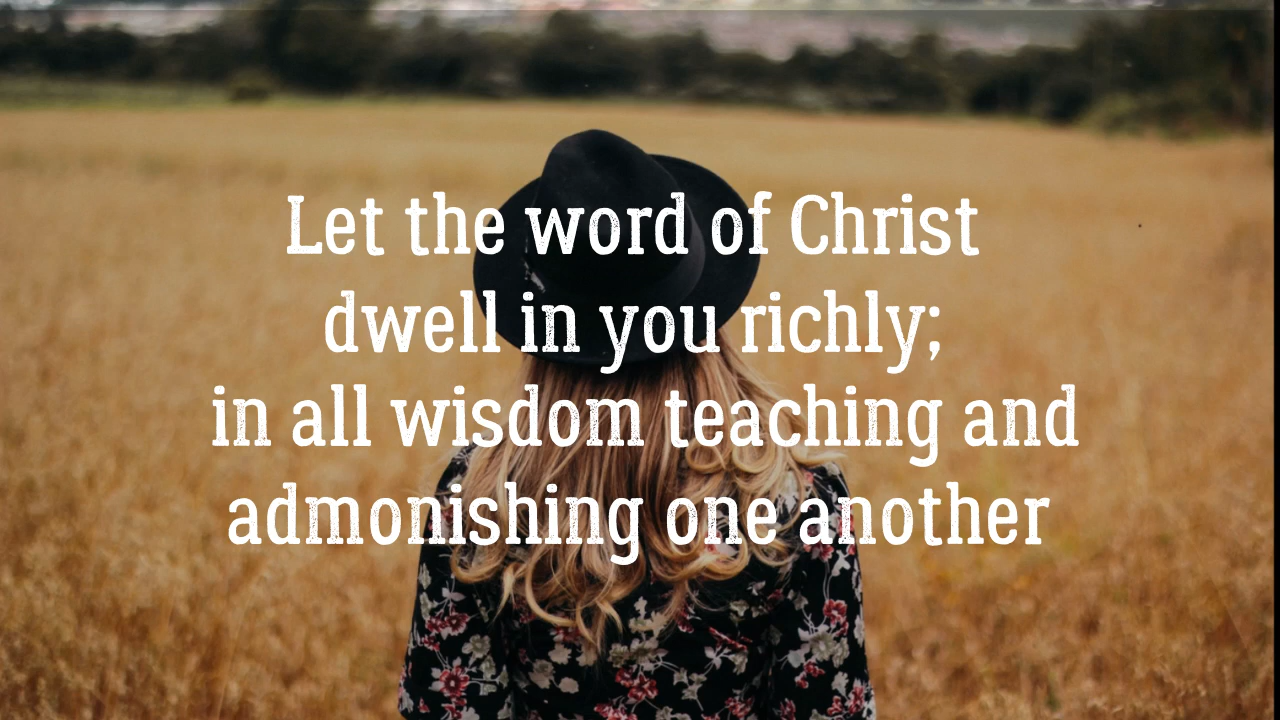 Let the word of Christ
dwell in you richly;
in all wisdom teaching and
admonishing one another